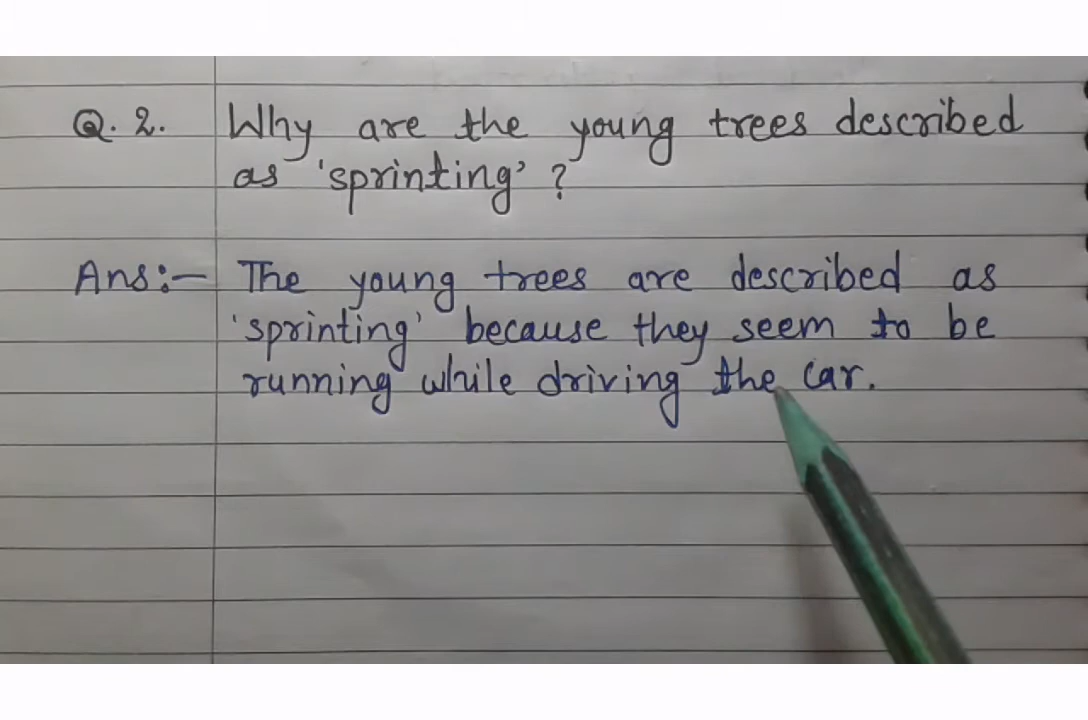 Q. 2. Why are the young trees described
as 'sprinting' ?
Ans:- The young trees are described as
'sprinting' because they seem to be
running while driving the car.